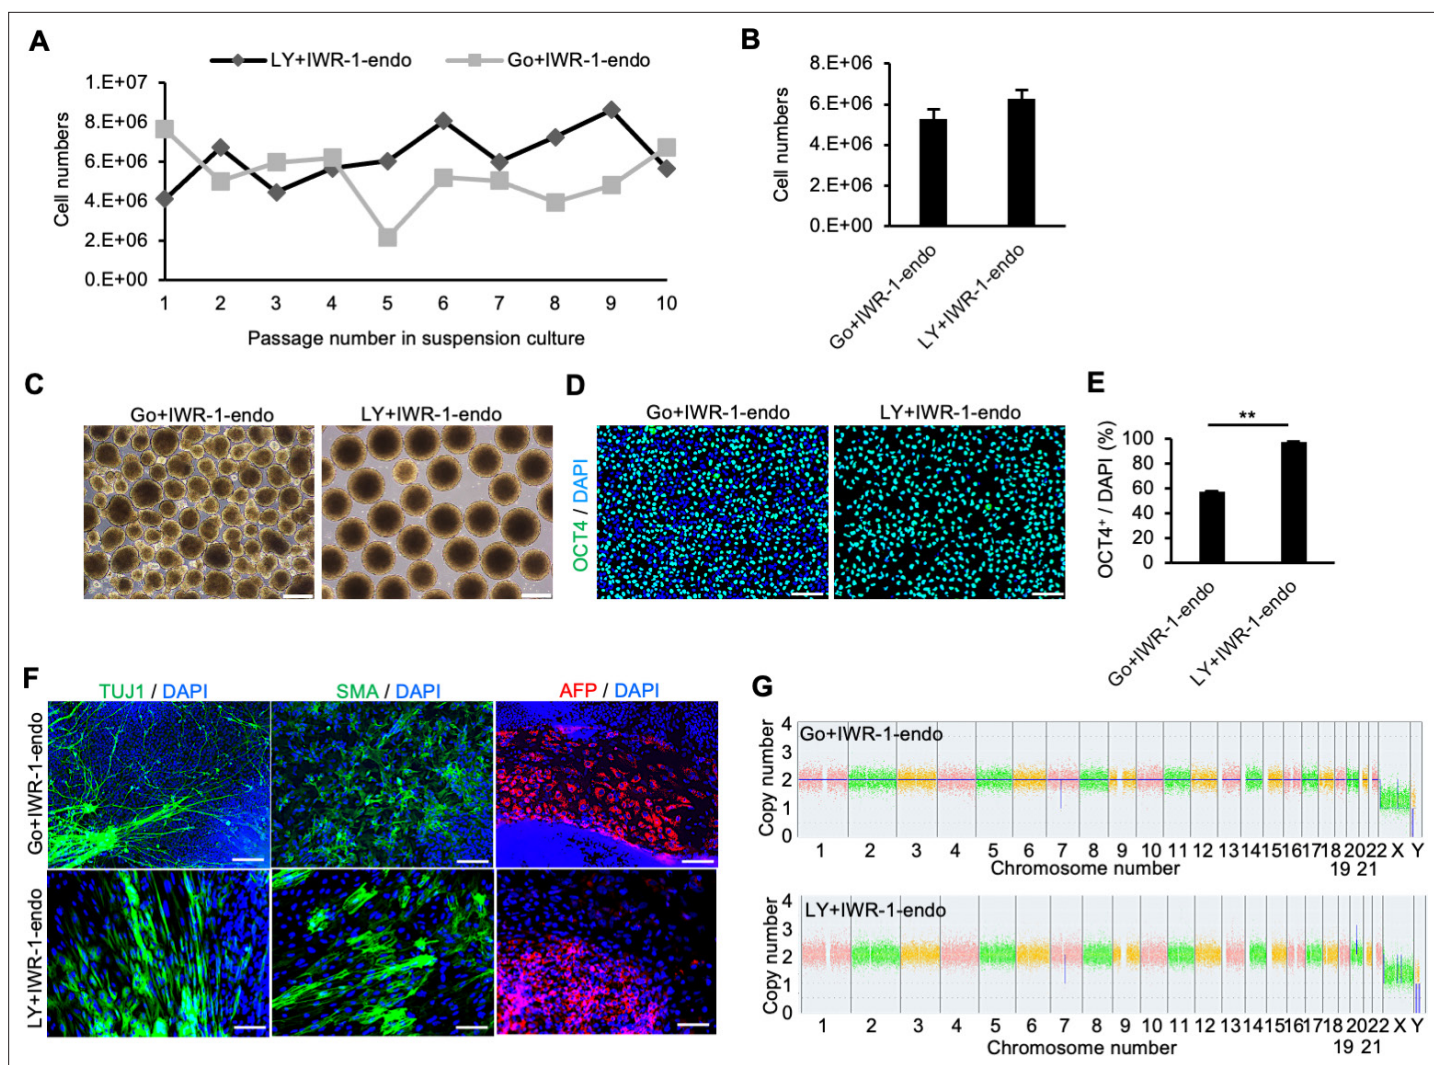 A
LY+IWR-1-endo
Go+IWR-1-endo
1.E+07
8.E+06
6.E+06
4.E+06
2.E+06
0.E+00
Cell numbers
1 2 3 4 5 6 7 8 9 10
Passage number in suspension culture
B
8.E+06
6.E+06
4.E+06
2.E+06
0.E+00
Cell numbers
Go+IWR-1-endo
LY+IWR-1-endo
C
Go+IWR-1-endo
LY+IWR-1-endo
D
Go+IWR-1-endo
LY+IWR-1-endo
OCT4 / DAPI
E
**
100
80
60
40
20
0
OCT4+ / DAPI (%)
Go+IWR-1-endo
LY+IWR-1-endo
F
TUJ1 / DAPI
SMA / DAPI
AFP / DAPI
Go+IWR-1-endo
LY+IWR-1-endo
G
Go+IWR-1-endo
4
3
2
1
0
Copy number
1 2 3 4 5 6 7 8 9 10 11 12 13 14 15 16 17 18 20 22 X Y
19 21
Chromosome number
LY+IWR-1-endo
4
3
2
1
0
Copy number
1 2 3 4 5 6 7 8 9 10 11 12 13 14 15 16 17 18 20 22 X Y
19 21
Chromosome number